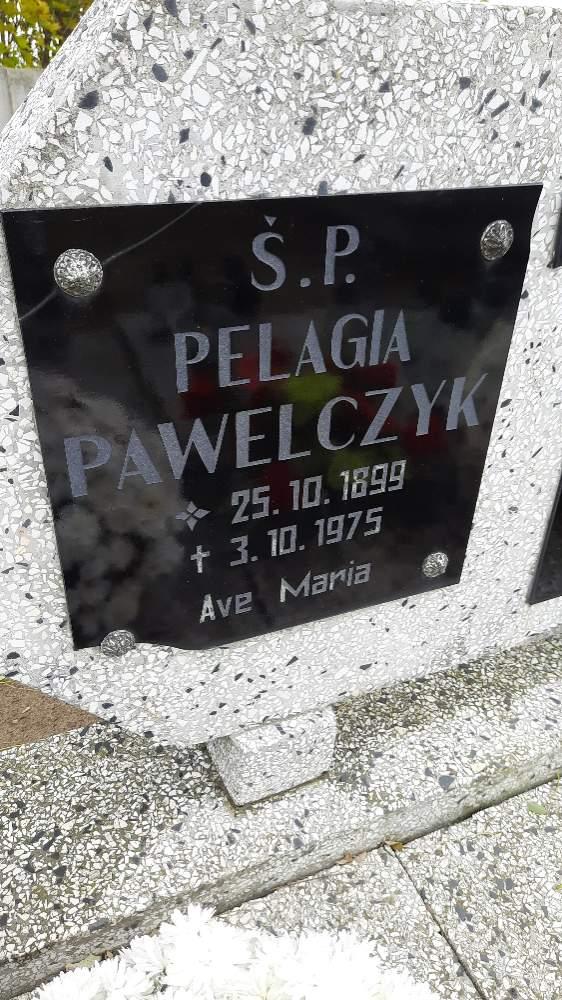 Š.P.
PELAGIA
PAWELCZYK
25.10.1899
† 3.10.1975
Ave Maria